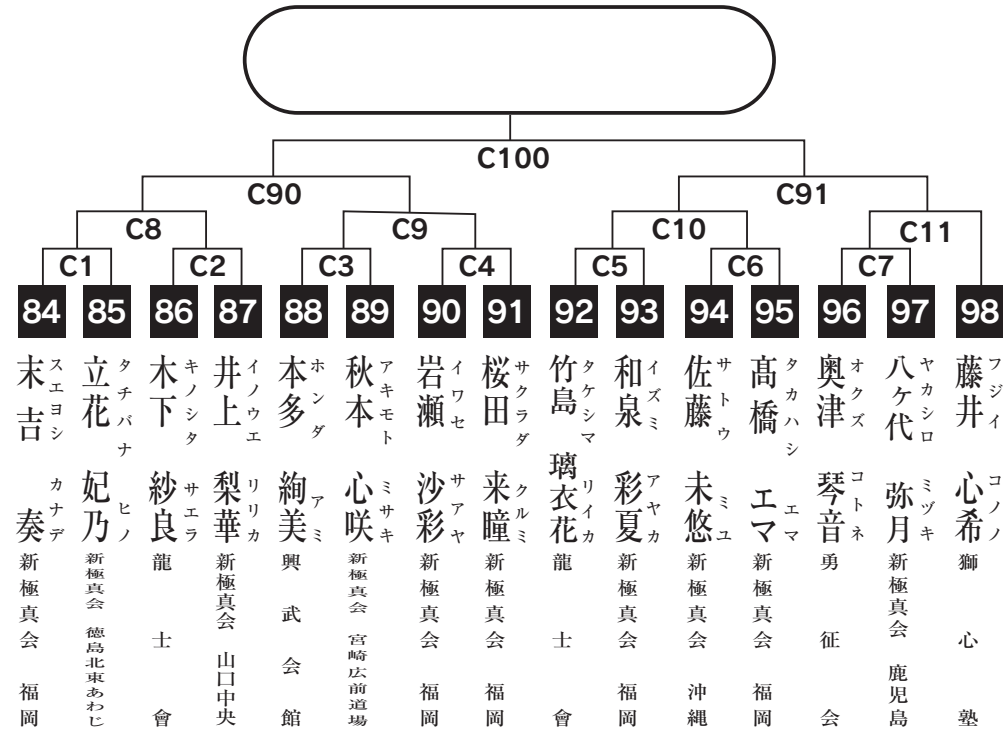 C100
C90
C91
C8
C9
C10
C11
C1
C2
C3
C4
C5
C6
C7
84
85
86
87
88
89
90
91
92
93
94
95
96
97
98
末吉 奏
スエヨシ カナデ
新極真会 福岡
立花 妃乃
タチバナ ヒノ
新極真会 徳島北東あわじ
木下 紗良
キノシタ サエラ
龍士會
井上 梨華
イノウエ リリカ
新極真会 山口中央
本多 絢美
ホンダ アミ
興武会館
秋本 心咲
アキモト ミサキ
新極真会 宮崎広前道場
岩瀬 沙彩
イワセ サアヤ
新極真会 福岡
桜田 来瞳
サクラダ クルミ
新極真会 福岡
竹島 璃衣花
タケシマ リイカ
龍士會
和泉 彩夏
イズミ アヤカ
新極真会 福岡
佐藤 未悠
サトウ ミユ
新極真会 沖縄
髙橋 エマ
タカハシ エマ
新極真会 福岡
奥津 琴音
オクズ コトネ
勇征会
八ヶ代 弥月
ヤカシロ ミヅキ
新極真会 鹿児島
藤井 心希
フジイ コノノ
獅心塾